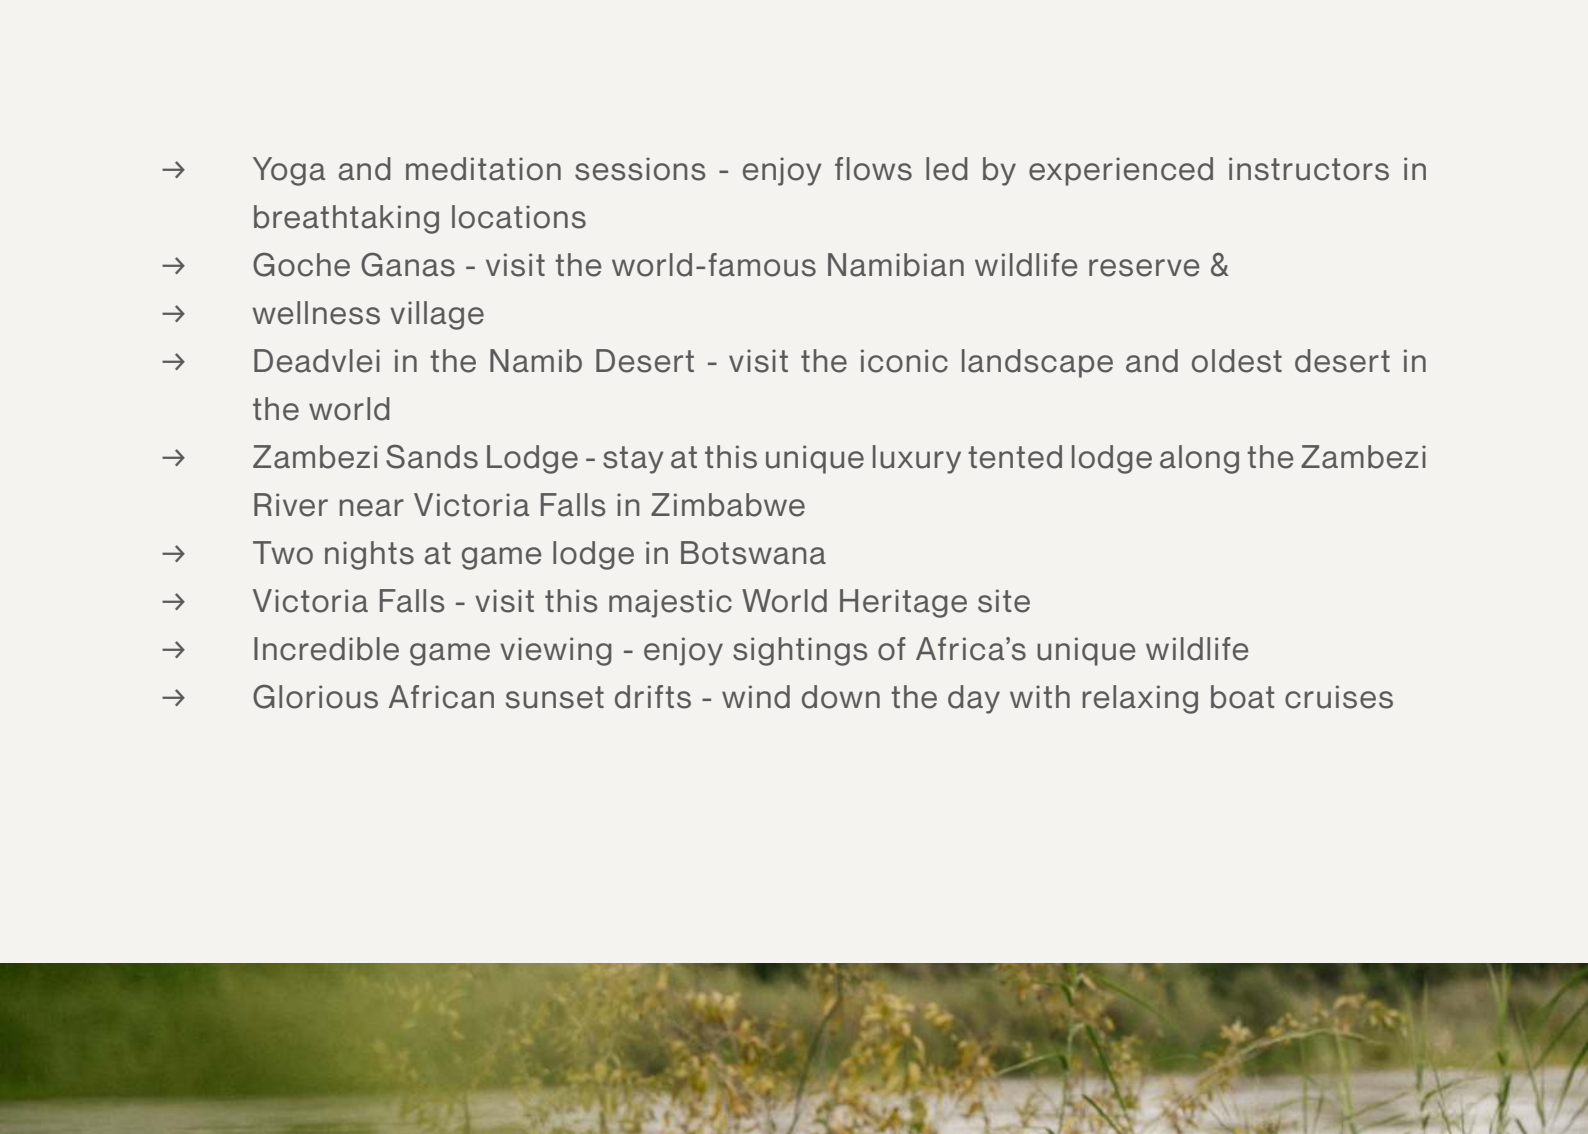 → Yoga and meditation sessions - enjoy flows led by experienced instructors in
breathtaking locations
→ Goche Ganas - visit the world-famous Namibian wildlife reserve &
→ wellness village
→ Deadvlei in the Namib Desert - visit the iconic landscape and oldest desert in
the world
→ Zambezi Sands Lodge - stay at this unique luxury tented lodge along the Zambezi
River near Victoria Falls in Zimbabwe
→ Two nights at game lodge in Botswana
→ Victoria Falls - visit this majestic World Heritage site
→ Incredible game viewing - enjoy sightings of Africa’s unique wildlife
→ Glorious African sunset drifts - wind down the day with relaxing boat cruises